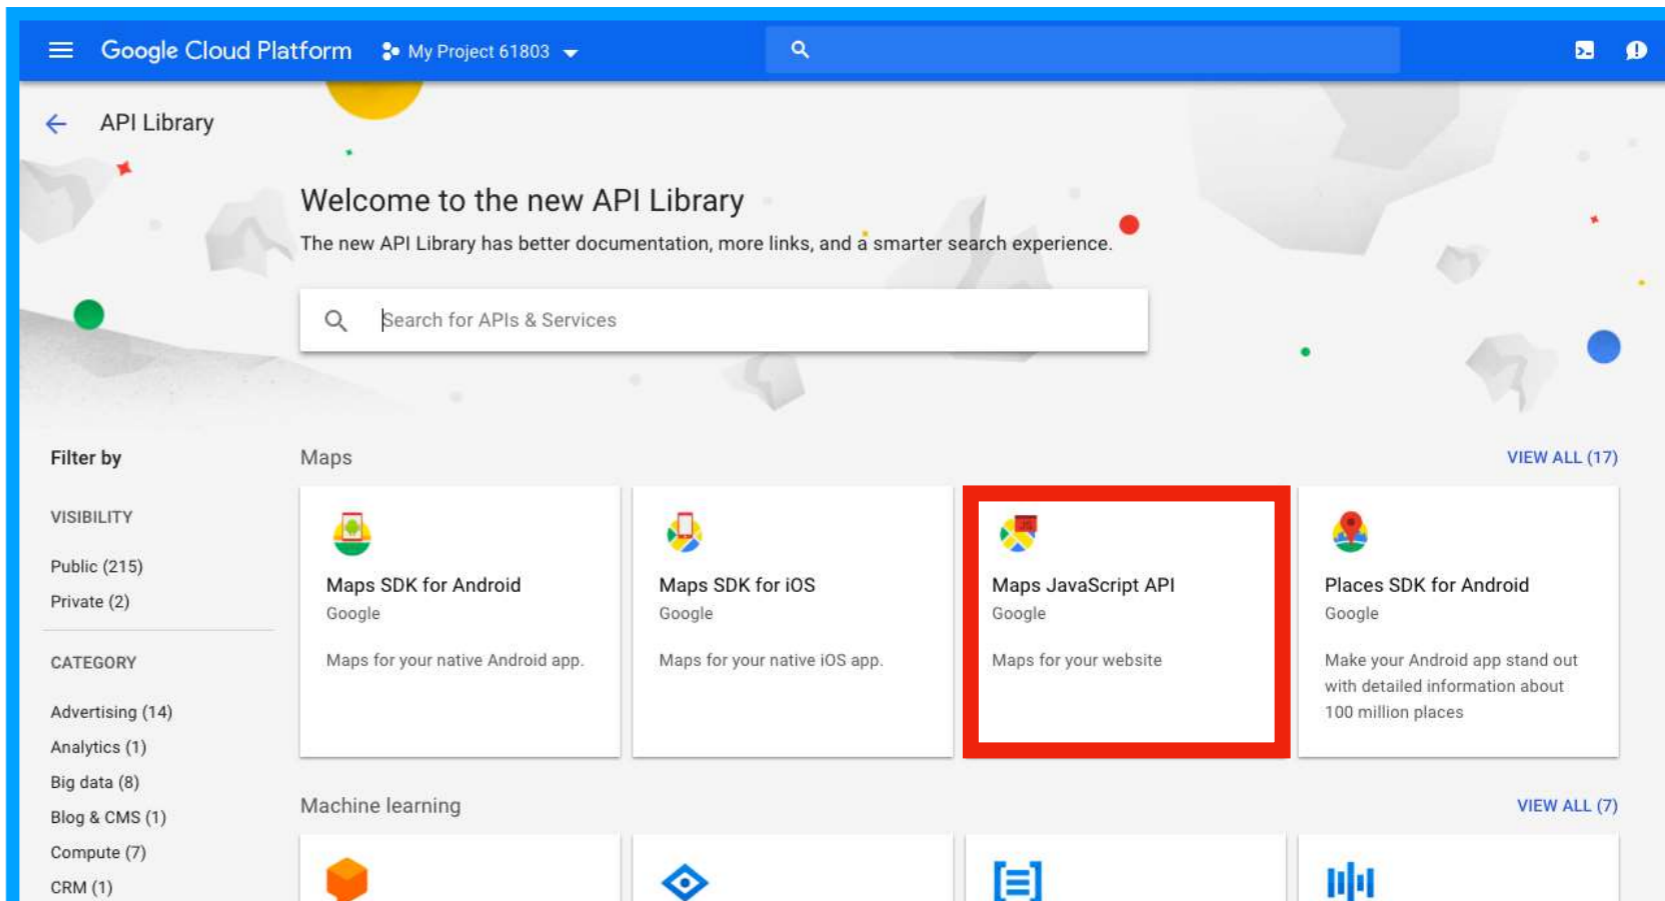 Google Cloud Platform My Project 61803
API Library
Welcome to the new API Library
The new API Library has better documentation, more links, and a smarter search experience.
Search for APIs & Services
Filter by
VISIBILITY
Public (215)
Private (2)
CATEGORY
Advertising (14)
Analytics (1)
Big data (8)
Blog & CMS (1)
Compute (7)
CRM (1)
Maps
VIEW ALL (17)
Maps SDK for Android
Google
Maps for your native Android app.
Maps SDK for iOS
Google
Maps for your native iOS app.
Maps JavaScript API
Google
Maps for your website
Places SDK for Android
Google
Make your Android app stand out
with detailed information about
100 million places
Machine learning
VIEW ALL (7)